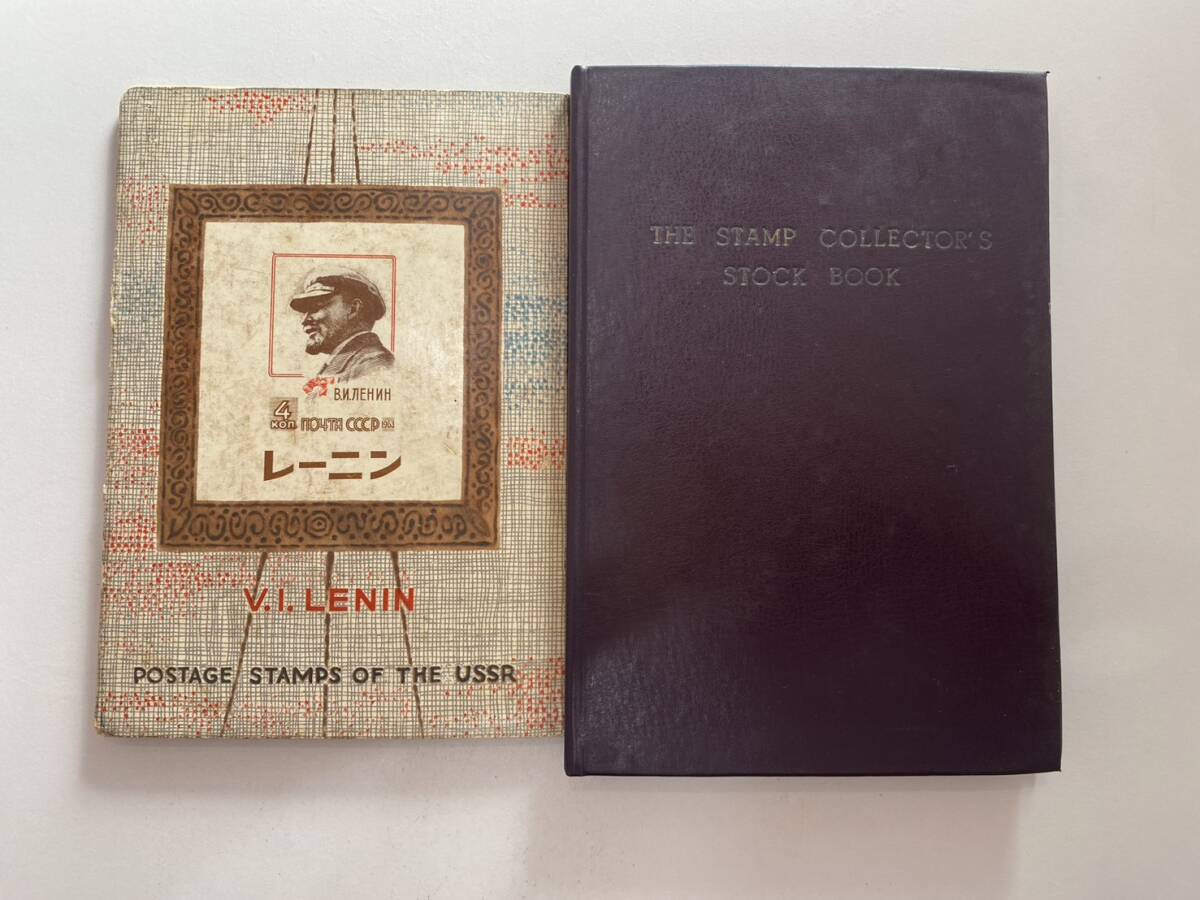 В.И.ЛЕНИН
4
КОП
ПОЧТА СССР
レーニン
V.I. LENIN
POSTAGE STAMPS OF THE USSR
THE STAMP COLLECTOR'S
STOCK BOOK